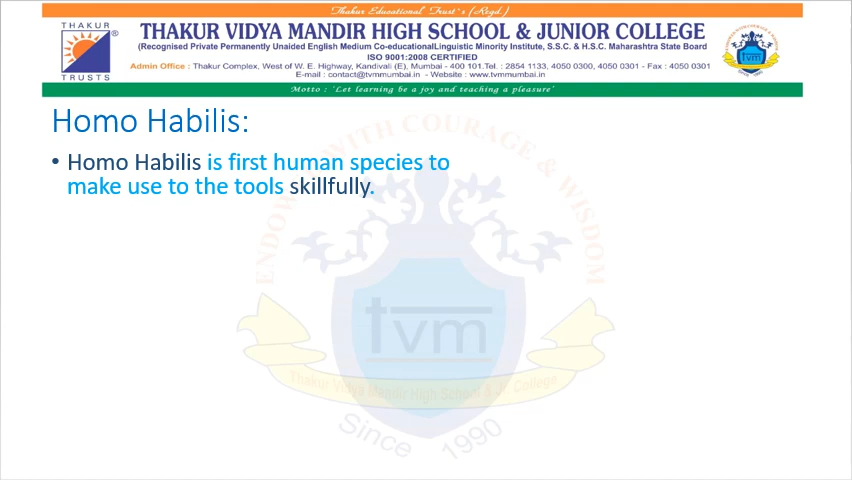 Thakur Educational Trust's (Regd.)
THAKUR
TRUSTS
®
THAKUR VIDYA MANDIR HIGH SCHOOL & JUNIOR COLLEGE
(Recognised Private Permanently Unaided English Medium Co-educationalLinguistic Minority Institute, S.S.C. & H.S.C. Maharashtra State Board
ISO 9001:2008 CERTIFIED
Admin Office : Thakur Complex, West of W. E. Highway, Kandivali (E), Mumbai - 400 101.Tel. : 2854 1133, 4050 0300, 4050 0301 - Fax : 4050 0301
E-mail : contact@tvmmumbai.in - Website : www.tvmmumbai.in
tvm
Motto : 'Let learning be a joy and teaching a pleasure'
Homo Habilis:
• Homo Habilis is first human species to
make use to the tools skillfully.
ENDOWED WITH COURAGE & WISDOM
tvm
Thakur Vidya Mandir High School & Jr. College
Since 1990